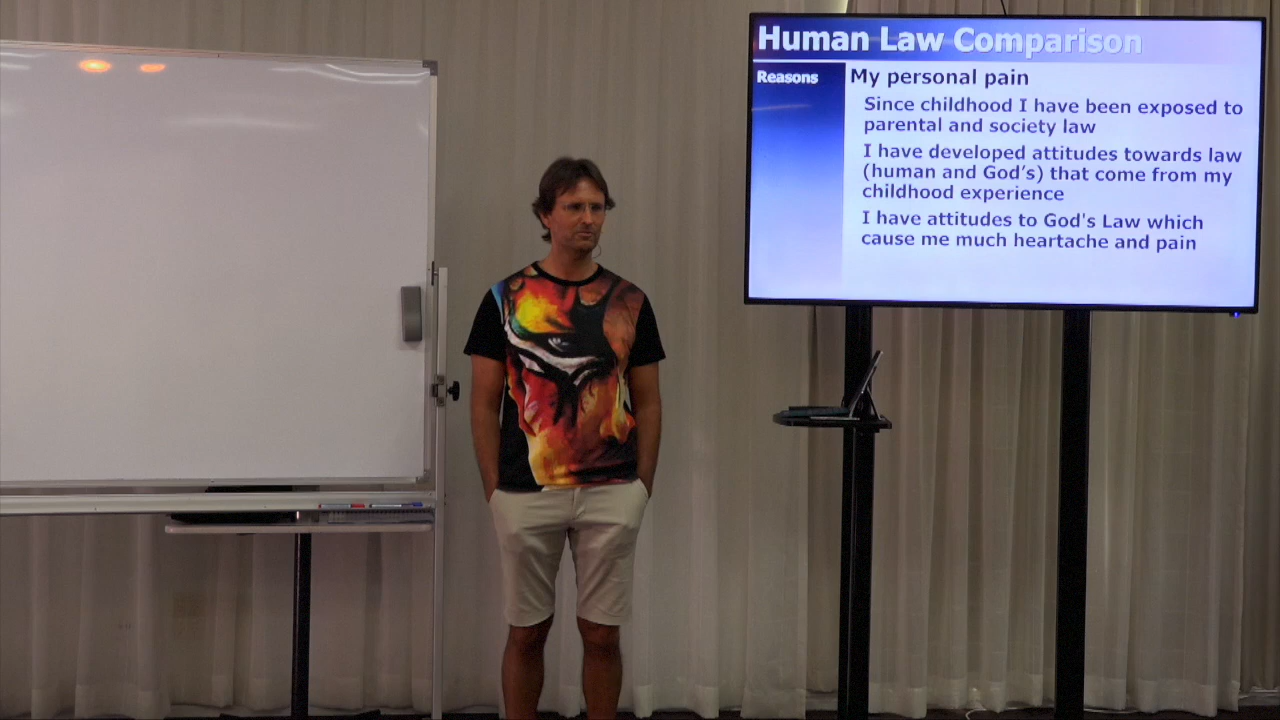 Human Law Comparison
Reasons
My personal pain
Since childhood I have been exposed to
parental and society law
I have developed attitudes towards law
(human and God's) that come from my
childhood experience
I have attitudes to God's Law which
cause me much heartache and pain